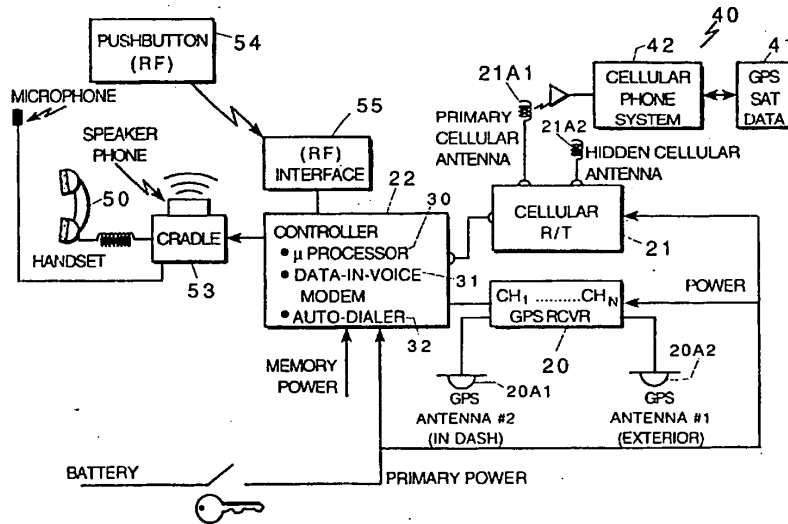 40
PUSHBUTTON
(RF)
54
42
41
CELLULAR
PHONE
SYSTEM
GPS
SAT
DATA
21A1
MICROPHONE
55
PRIMARY
CELLULAR
ANTENNA
21A2
HIDDEN CELLULAR
ANTENNA
SPEAKER
PHONE
(RF)
INTERFACE
22
50
CONTROLLER
30
• µ PROCESSOR
• DATA-IN-VOICE
MODEM
31
• AUTO-DIALER
32
CELLULAR
R/T
21
CRADLE
HANDSET
53
POWER
CH1 ..........CHN
GPS RCVR
20
MEMORY
POWER
20A1
20A2
GPS
ANTENNA #2
(IN DASH)
GPS
ANTENNA #1
(EXTERIOR)
BATTERY
PRIMARY POWER